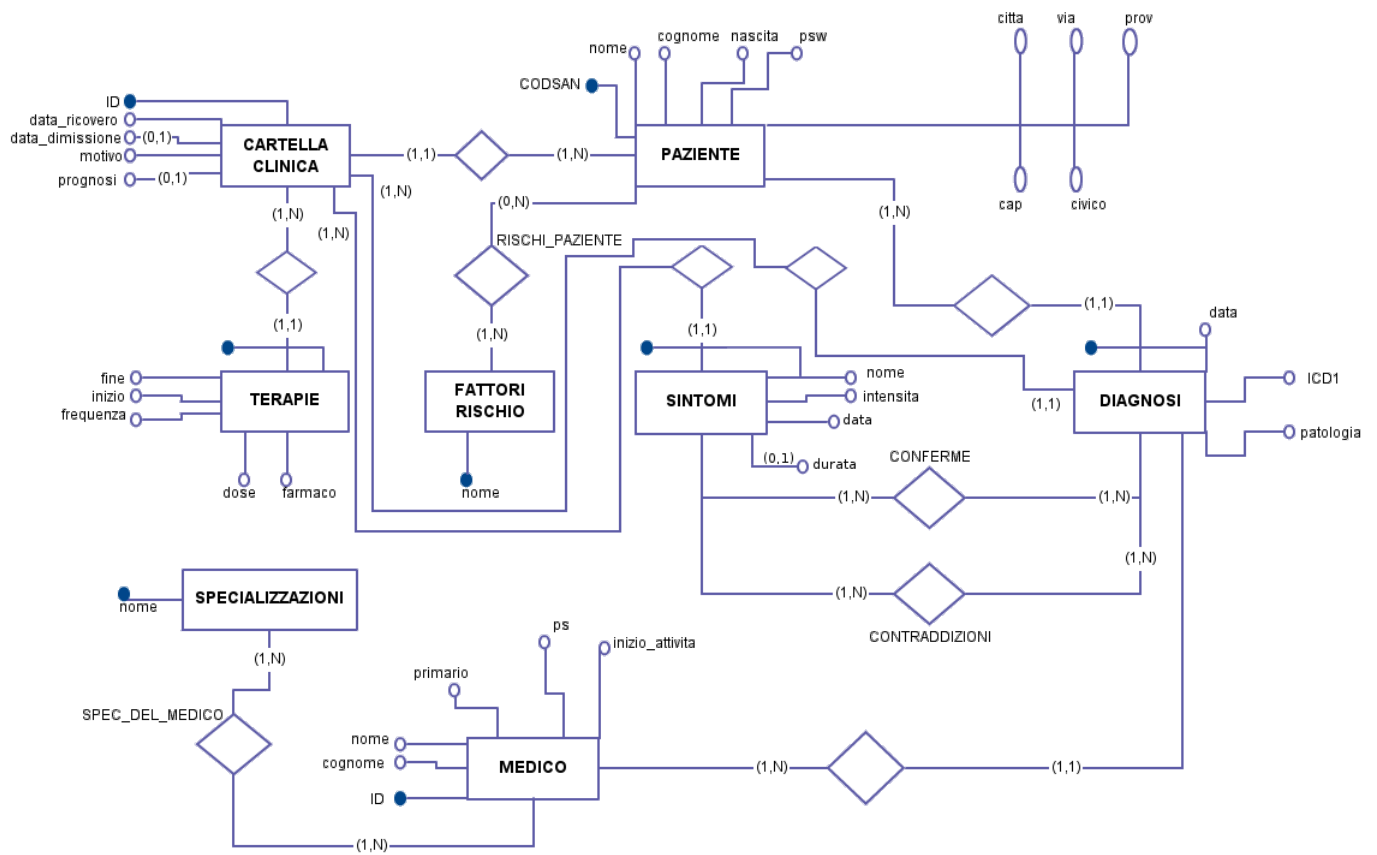 citta
via
prov
nome
cognome
nascita
psw
CODSAN
ID
data_ricovero
data_dimissione
(0,1)
motivo
prognosi
(0,1)
CARTELLA
CLINICA
(1,1)
(1,N)
PAZIENTE
cap
civico
(1,N)
(1,N)
(1,N)
(0,N)
(1,N)
RISCHI_PAZIENTE
(1,1)
(1,N)
(1,1)
(1,1)
data
fine
inizio
frequenza
TERAPIE
dose
farmaco
FATTORI
RISCHIO
nome
SINTOMI
nome
intensita
data
(0,1)
durata
(1,1)
DIAGNOSI
ICD1
patologia
CONFERME
(1,N)
(1,N)
(1,N)
(1,N)
CONTRADDIZIONI
nome
SPECIALIZZAZIONI
(1,N)
SPEC_DEL_MEDICO
ps
inizio_attivita
primario
nome
cognome
ID
MEDICO
(1,N)
(1,1)
(1,N)